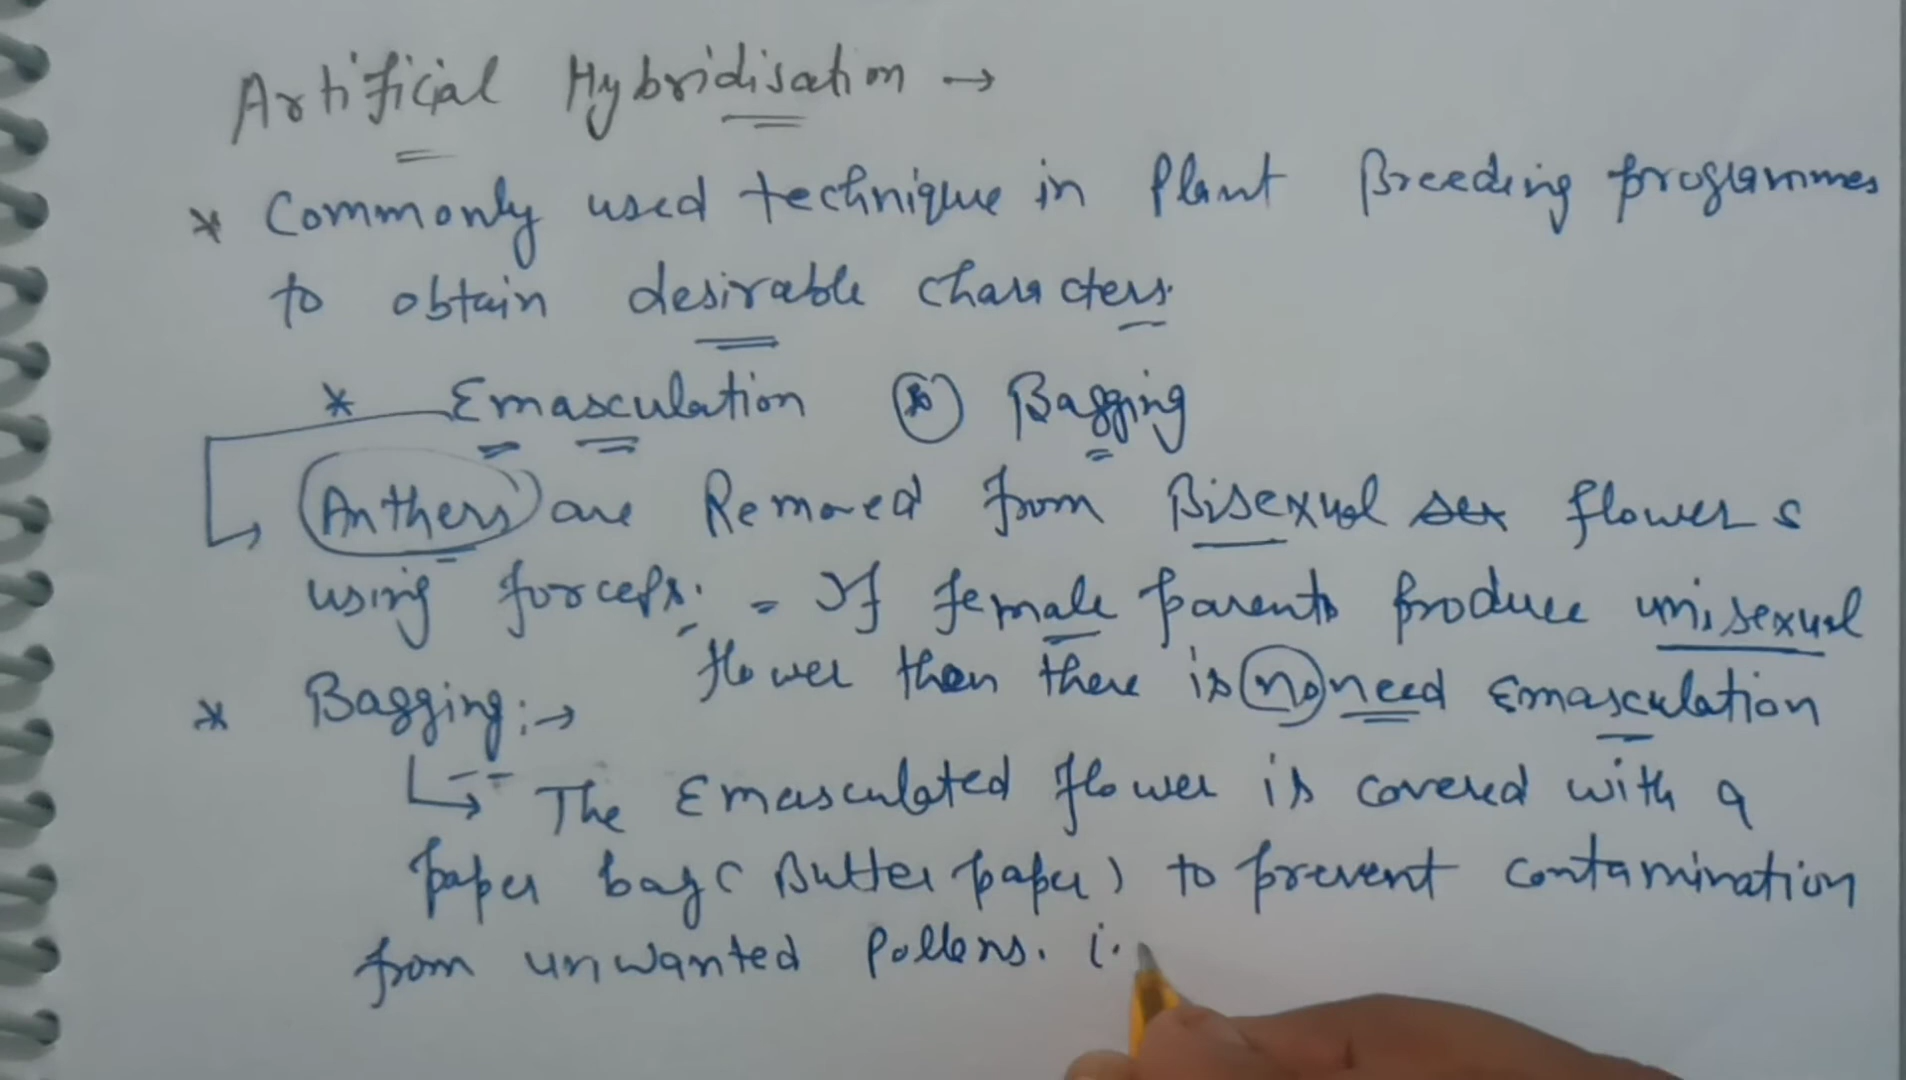 Artificial Hybridisation →
* Commonly used technique in Plant Breeding programmes
to obtain desirable characters.
* Emasculation & Bagging
Anthers are Removed from Bisexual sex flowers
using forceps. = If female parents produce unisexual
flower then there is no need Emasculation
* Bagging :→
The Emasculated flower is covered with a
paper bag (Butter paper) to prevent contamination
from unwanted Pollens. i.